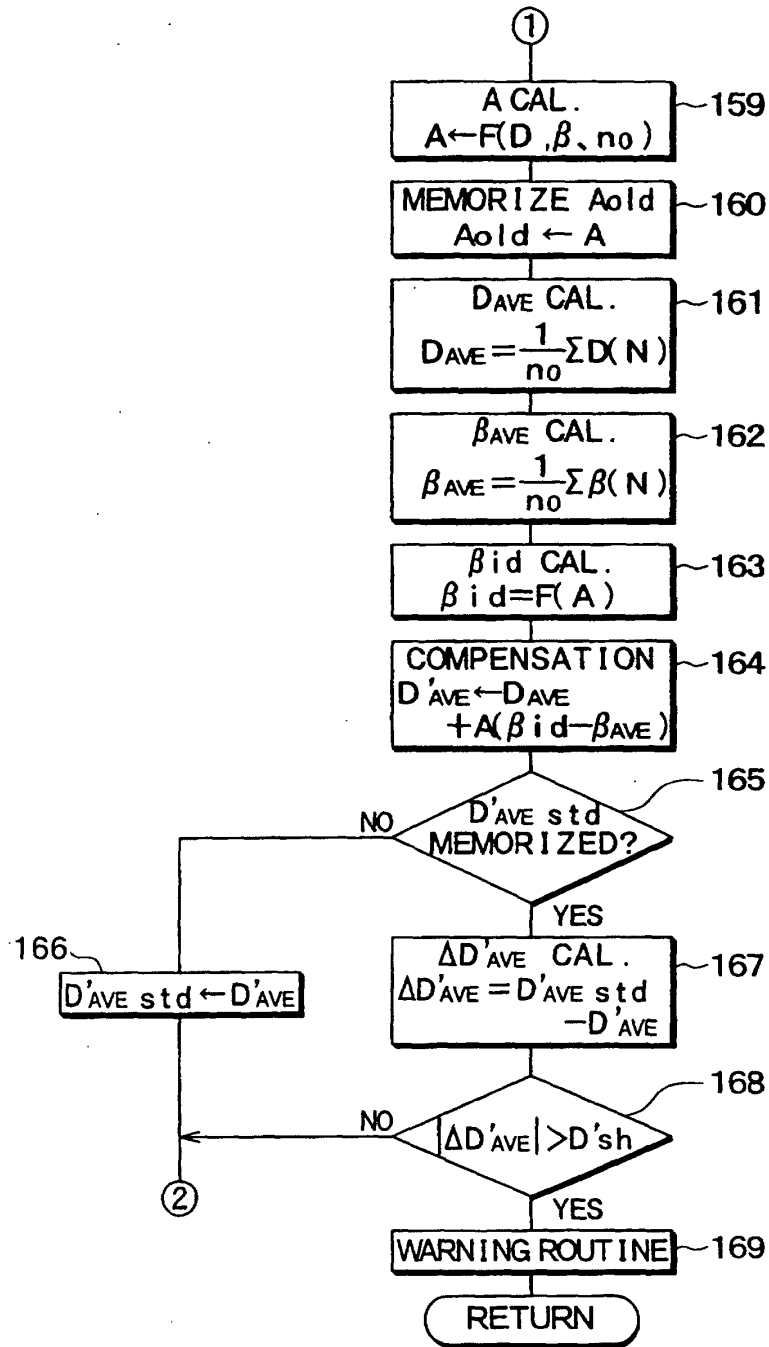 1
A CAL.
A←F(D ,β、no)
159
MEMORIZE Aold
Aold ← A
160
DAVE CAL.
DAVE = 1/no ΣD(N)
161
βAVE CAL.
βAVE = 1/no Σβ(N)
162
βid CAL.
βid=F(A)
163
COMPENSATION
D'AVE←DAVE
+A(βid-βAVE)
164
D'AVE std
MEMORIZED?
165
NO
YES
166
D'AVE std ← D'AVE
ΔD'AVE CAL.
ΔD'AVE = D'AVE std
-D'AVE
167
|ΔD'AVE| >D'sh
168
NO
YES
2
WARNING ROUTINE
169
RETURN